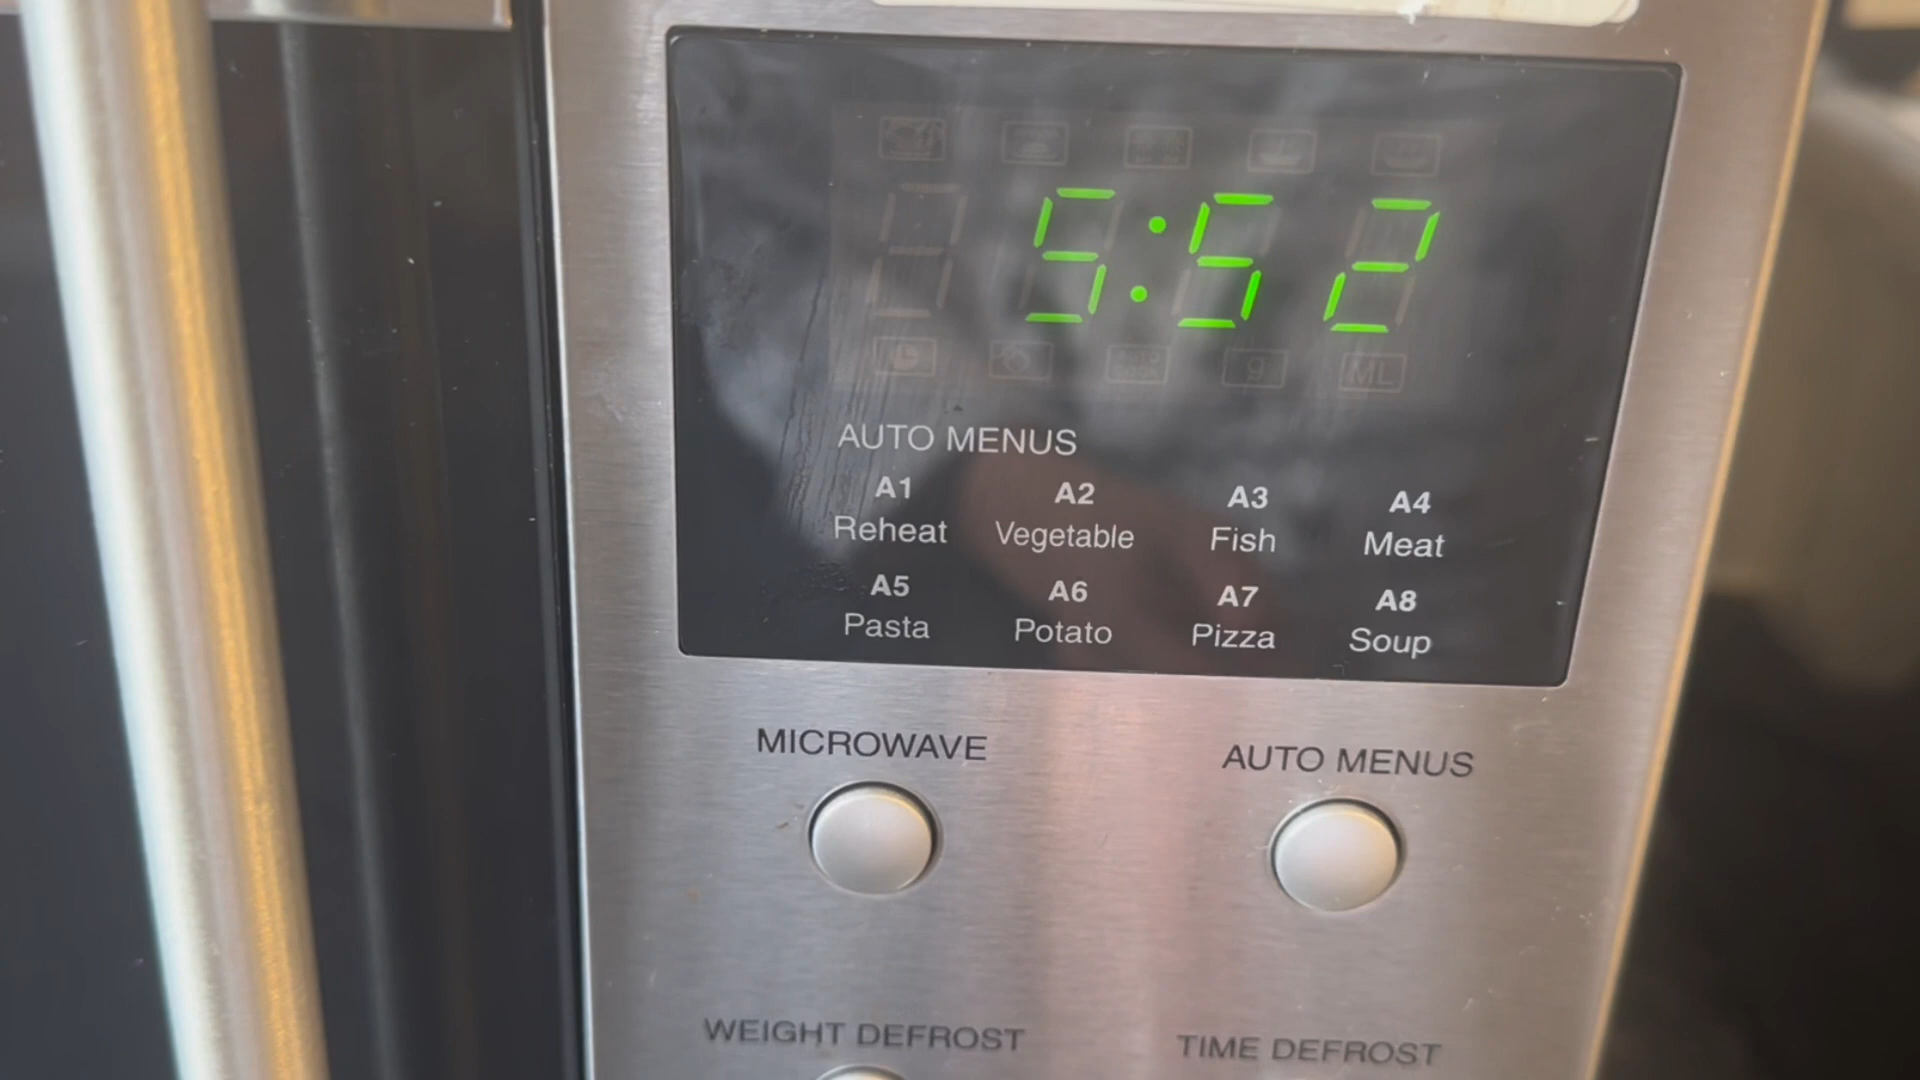 5:52
g ML
AUTO MENUS
A1 A2 A3 A4
Reheat Vegetable Fish Meat
A5 A6 A7 A8
Pasta Potato Pizza Soup
MICROWAVE AUTO MENUS
WEIGHT DEFROST TIME DEFROST